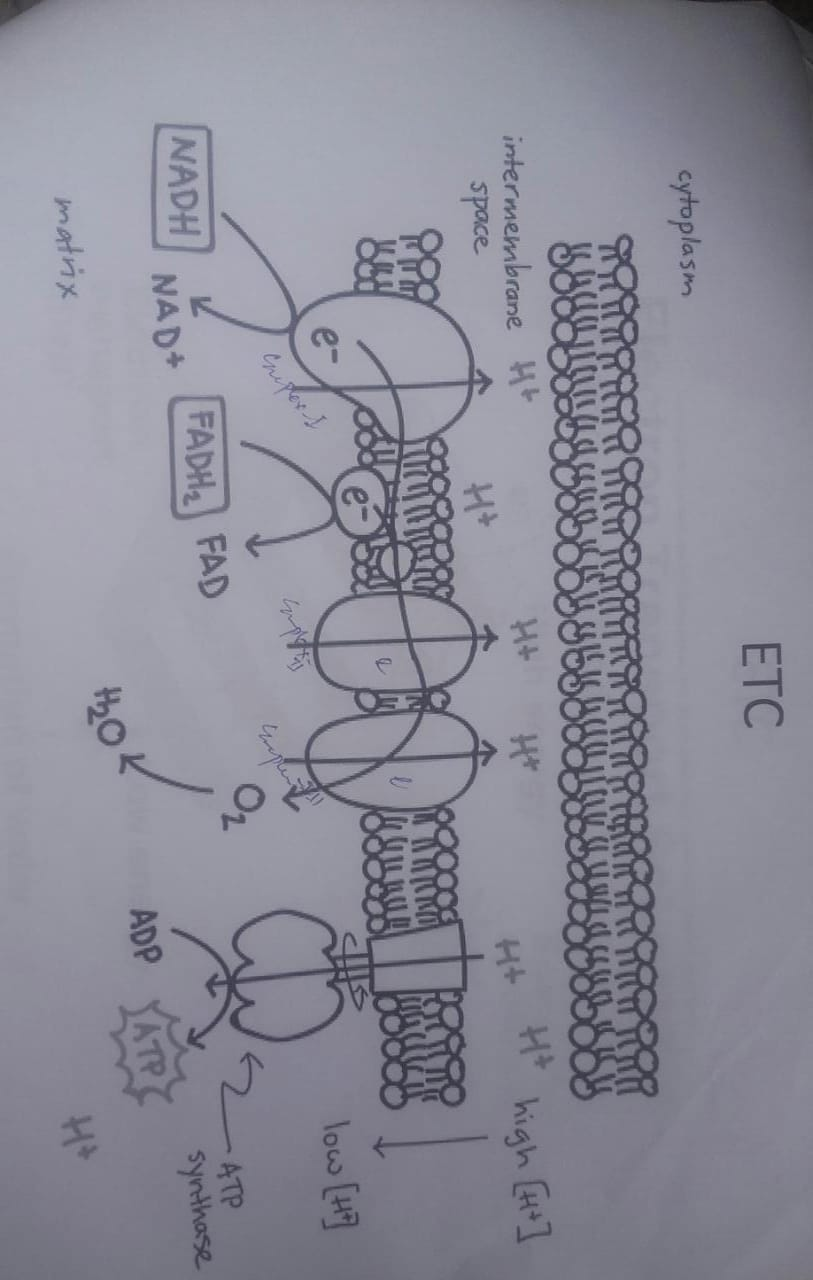 ETC
cytoplasm
intermembrane
space
H+
H+
H+
H+
H+
H+
high [H+]
low [H+]
e-
e-
NADH
NAD+
FADH₂
FAD
H₂O
O₂
ADP
ATP
ATP
synthase
matrix
H+